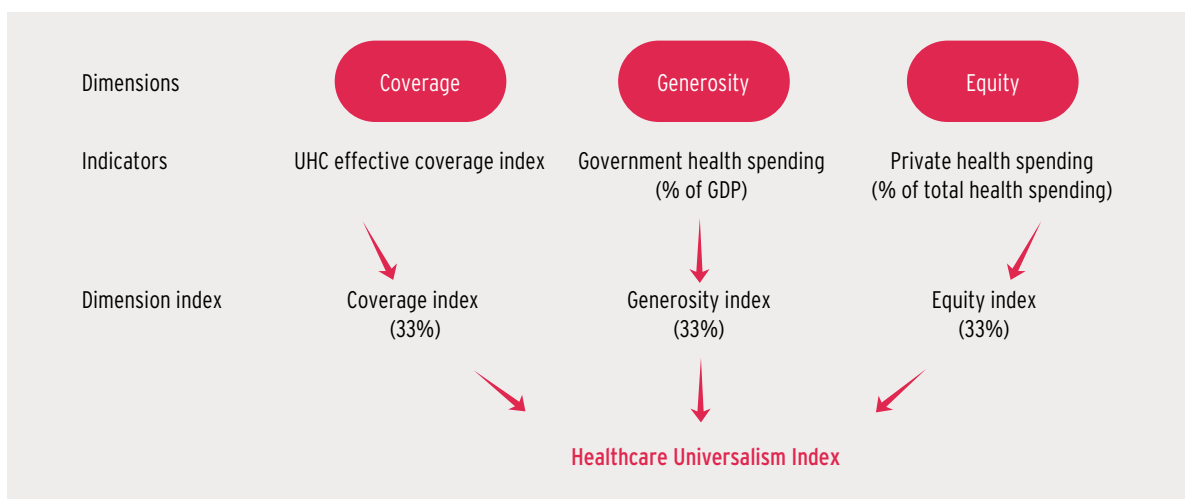 Dimensions
Coverage
Generosity
Equity
Indicators
UHC effective coverage index
Government health spending
(% of GDP)
Private health spending
(% of total health spending)
Dimension index
Coverage index
(33%)
Generosity index
(33%)
Equity index
(33%)
Healthcare Universalism Index